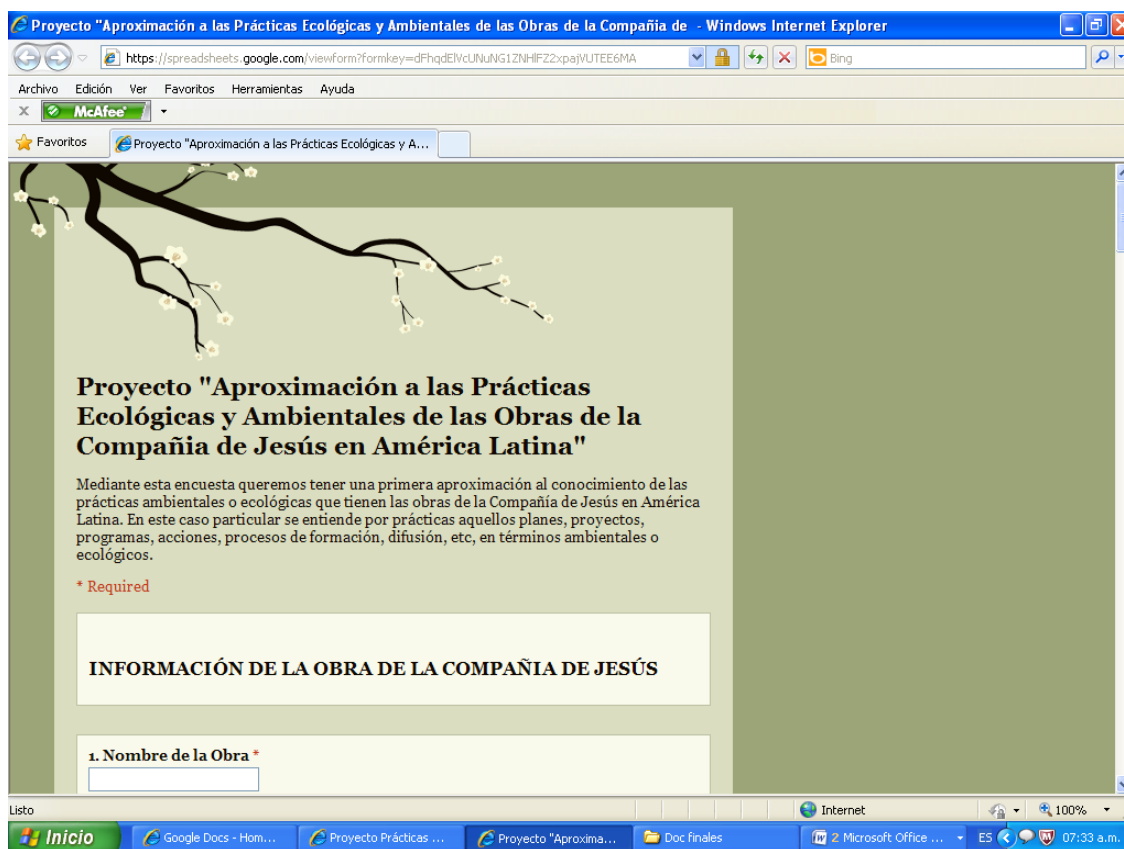 Proyecto "Aproximación a las Prácticas Ecológicas y Ambientales de las Obras de la Compañia de - Windows Internet Explorer
https://spreadsheets.google.com/viewform?formkey=dFhqdElVcUNuNG1ZNHlFZ2xpajVUTEE6MA
Bing
Archivo Edición Ver Favoritos Herramientas Ayuda
x McAfee
Favoritos Proyecto "Aproximación a las Prácticas Ecológicas y A...
Proyecto "Aproximación a las Prácticas
Ecológicas y Ambientales de las Obras de la
Compañia de Jesús en América Latina"
Mediante esta encuesta queremos tener una primera aproximación al conocimiento de las
prácticas ambientales o ecológicas que tienen las obras de la Compañía de Jesús en América
Latina. En este caso particular se entiende por prácticas aquellos planes, proyectos,
programas, acciones, procesos de formación, difusión, etc, en términos ambientales o
ecológicos.
* Required
INFORMACIÓN DE LA OBRA DE LA COMPAÑIA DE JESÚS
1. Nombre de la Obra *
Listo Internet 100%
Inicio Google Docs - Hom... Proyecto Prácticas ... Proyecto "Aproxima... Doc finales 2 Microsoft Office ... ES 07:33 a.m.